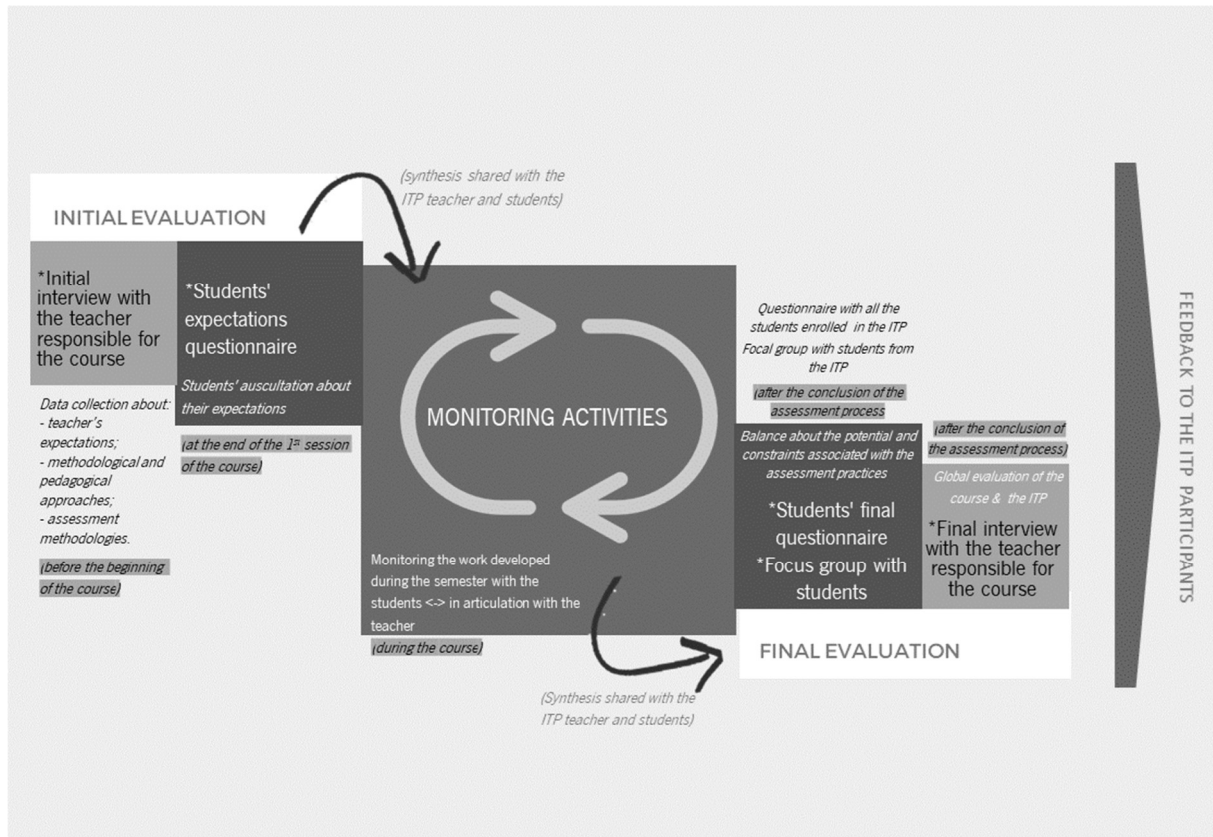 (synthesis shared with the
ITP teacher and students)
INITIAL EVALUATION
*Initial
interview with
the teacher
responsible for
the course
*Students'
expectations
questionnaire
Students' auscultation about
their expectations
(at the end of the 1st session
of the course)
Data collection about:
- teacher's
expectations;
- methodological and
pedagogical
approaches;
- assessment
methodologies.
(before the beginning
of the course)
MONITORING ACTIVITIES
Monitoring the work developed
during the semester with the
students <-> in articulation with the
teacher
(during the course)
(Synthesis shared with the
ITP teacher and students)
Questionnaire with all the
students enrolled in the ITP
Focal group with students from
the ITP
(after the conclusion of the
assessment process
Balance about the potential and
constraints associated with the
assessment practices
*Students' final
questionnaire
*Focus group with
students
(after the conclusion of
the assessment process)
Global evaluation of the
course & the ITP
*Final interview
with the teacher
responsible for
the course
FINAL EVALUATION
FEEDBACK TO THE ITP PARTICIPANTS